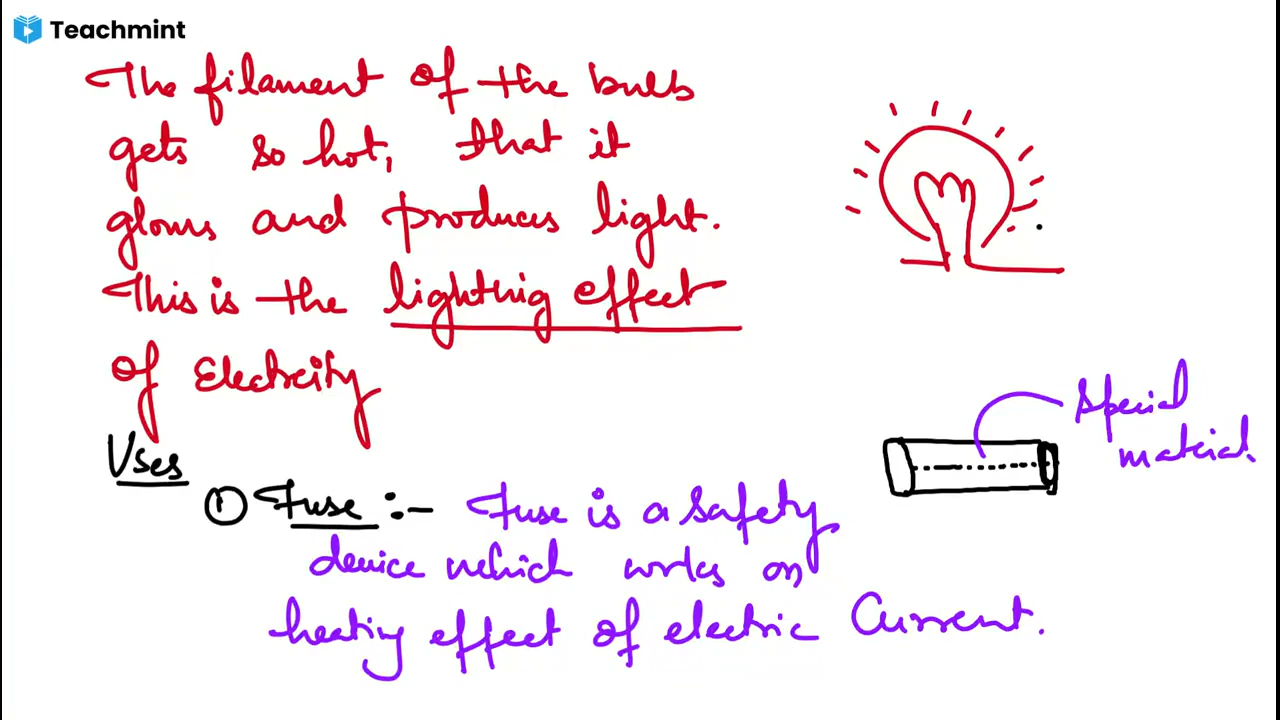 Teachmint
The filament of the bulb
gets so hot, that it
glows and produces light.
This is the lighting effect
of Electricity
Uses
① Fuse :- Fuse is a safety
device which works on
heating effect of electric Current.
Special
material.